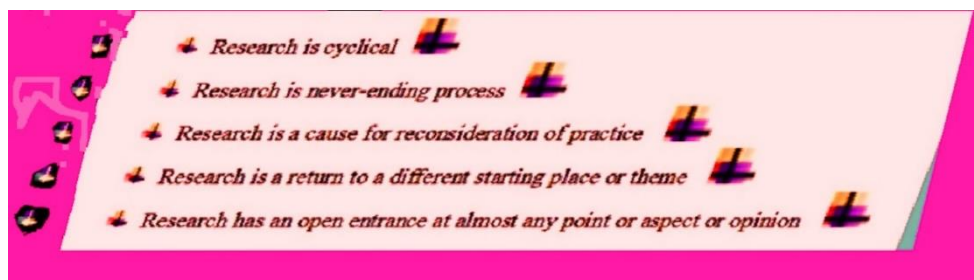 Research is cyclical
Research is never-ending process
Research is a cause for reconsideration of practice
Research is a return to a different starting place or theme
Research has an open entrance at almost any point or aspect or opinion